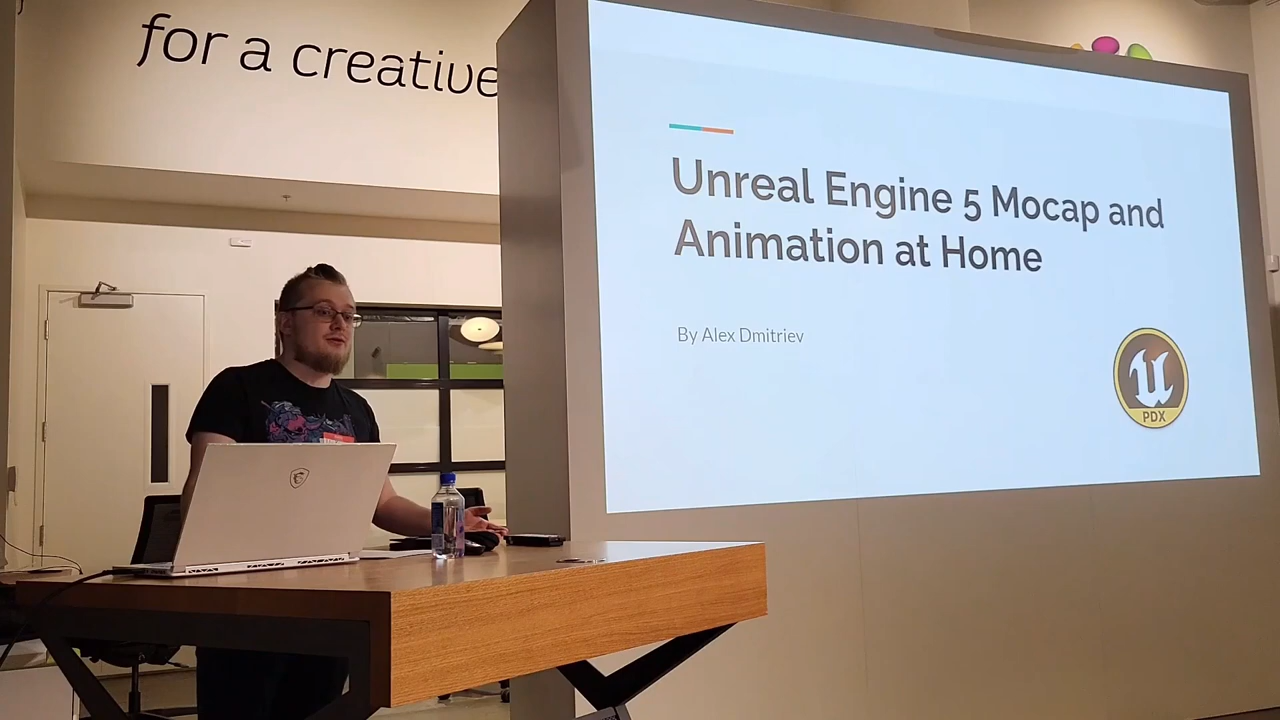 for a creative
Unreal Engine 5 Mocap and
Animation at Home
By Alex Dmitriev
PDX